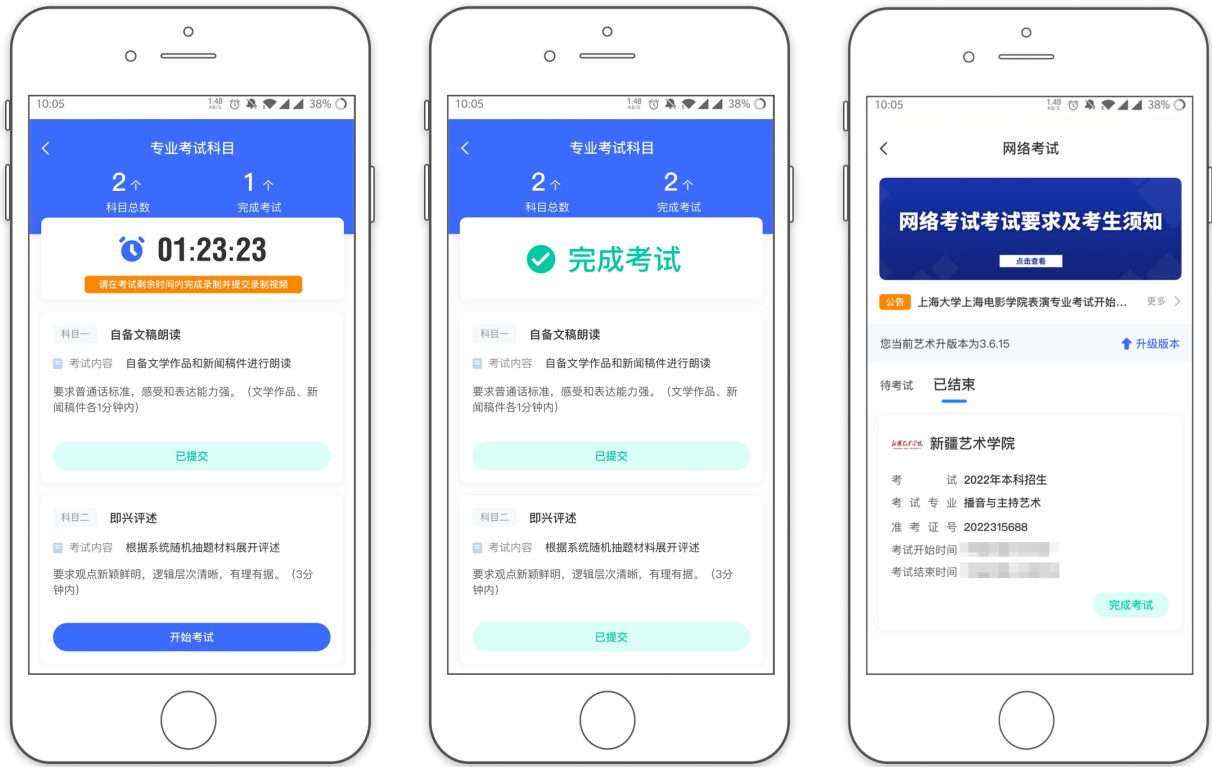 10:05
1.48
KB/S
38%
专业考试科目
2个
1个
科目总数
完成考试
01:23:23
请在考试剩余时间内完成录制并提交录制视频
科目一
自备文稿朗读
考试内容 自备文学作品和新闻稿件进行朗读
要求普通话标准，感受和表达能力强。（文学作品、新
闻稿件各1分钟内）
已提交
科目二
即兴评述
考试内容 根据系统随机抽题材料展开评述
要求观点新颖鲜明，逻辑层次清晰，有理有据。（3分
钟内）
开始考试
10:05
1.48
KB/S
38%
专业考试科目
2个
2个
科目总数
完成考试
完成考试
科目一
自备文稿朗读
考试内容 自备文学作品和新闻稿件进行朗读
要求普通话标准，感受和表达能力强。（文学作品、新
闻稿件各1分钟内）
已提交
科目二
即兴评述
考试内容 根据系统随机抽题材料展开评述
要求观点新颖鲜明，逻辑层次清晰，有理有据。（3分
钟内）
已提交
10:05
1.48
KB/S
38%
网络考试
网络考试考试要求及考生须知
点击查看
公告 上海大学上海电影学院表演专业考试开始... 更多
您当前艺术升版本为3.6.15
升级版本
待考试 已结束
新疆艺术学院
新疆艺术学院
考试 2022年本科招生
考试专业 播音与主持艺术
准考证号 2022315688
考试开始时间
考试结束时间
完成考试